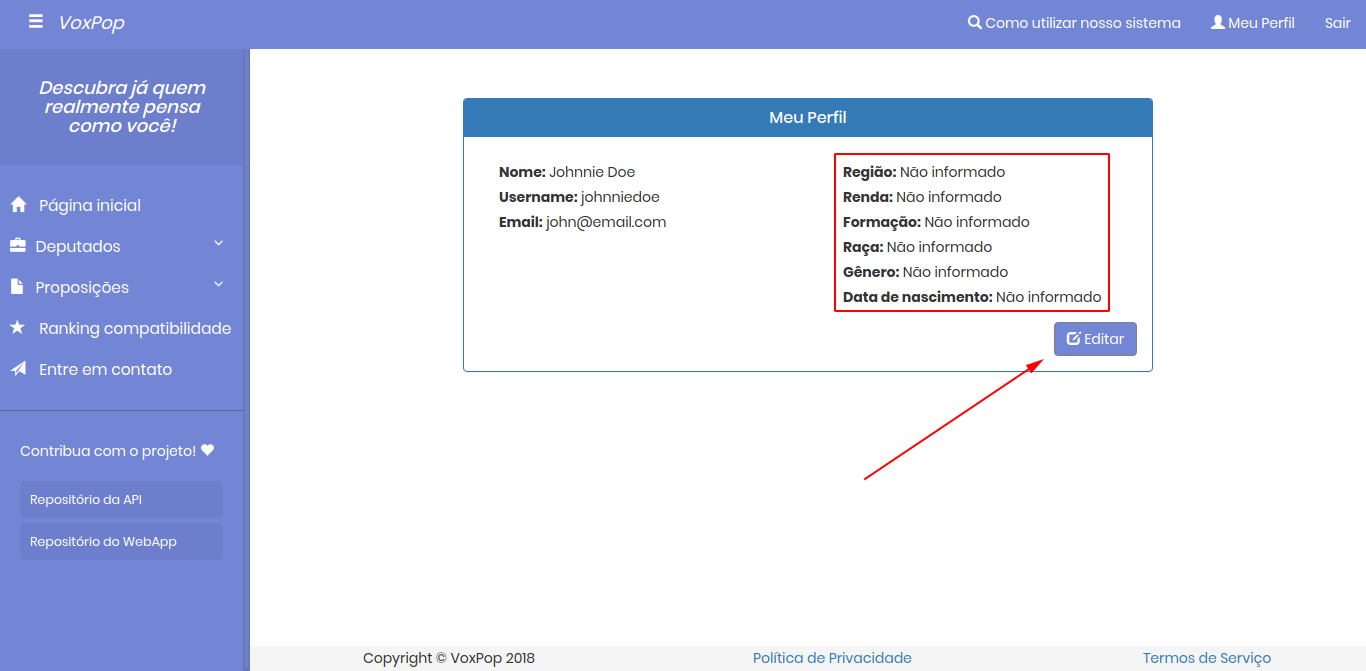 VoxPop
Como utilizar nosso sistema
Meu Perfil
Sair
Descubra já quem
realmente pensa
como você!
Página inicial
Deputados
Proposições
Ranking compatibilidade
Entre em contato
Contribua com o projeto!
Repositório da API
Repositório do WebApp
Meu Perfil
Nome: Johnnie Doe
Username: johnniedoe
Email: john@email.com
Região: Não informado
Renda: Não informado
Formação: Não informado
Raça: Não informado
Gênero: Não informado
Data de nascimento: Não informado
Editar
Copyright © VoxPop 2018
Política de Privacidade
Termos de Serviço